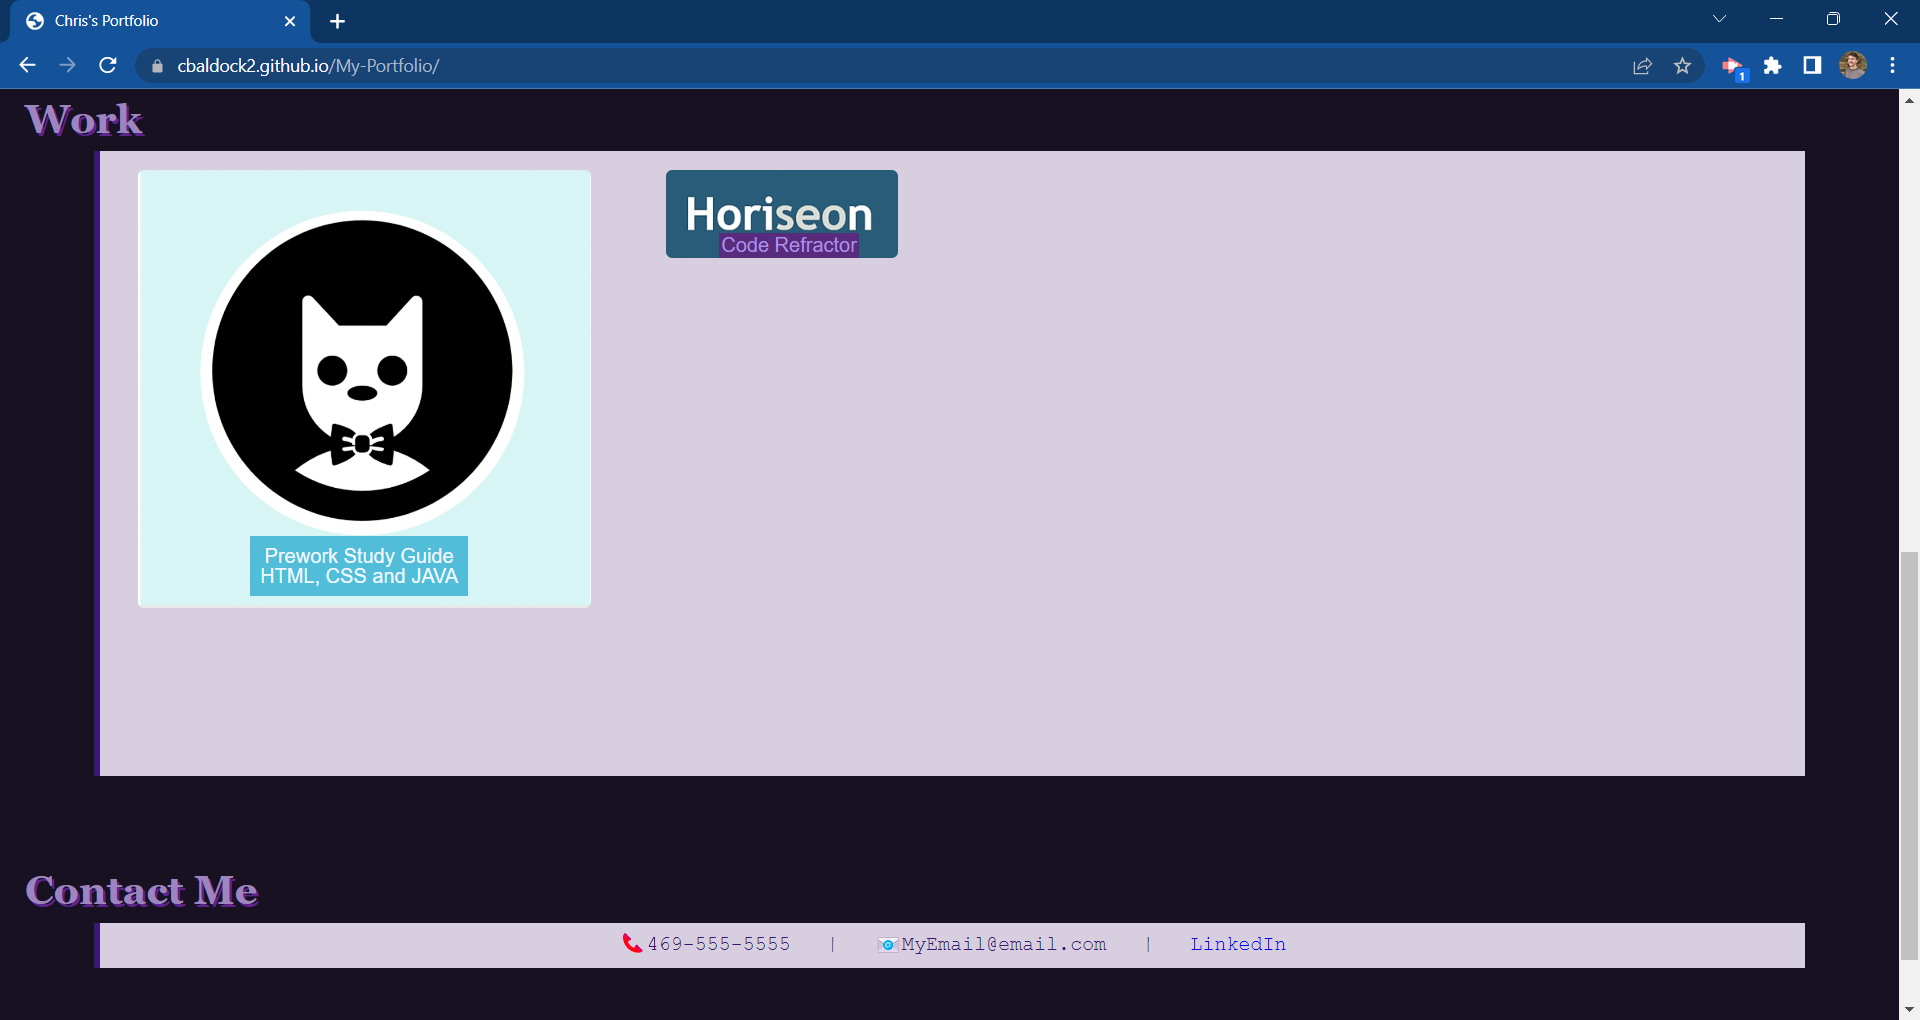 Chris's Portfolio
cbaldock2.github.io/My-Portfolio/
1
Work
Horiseon
Code Refractor
Prework Study Guide
HTML, CSS and JAVA
Contact Me
469-555-5555 | MyEmail@email.com | LinkedIn